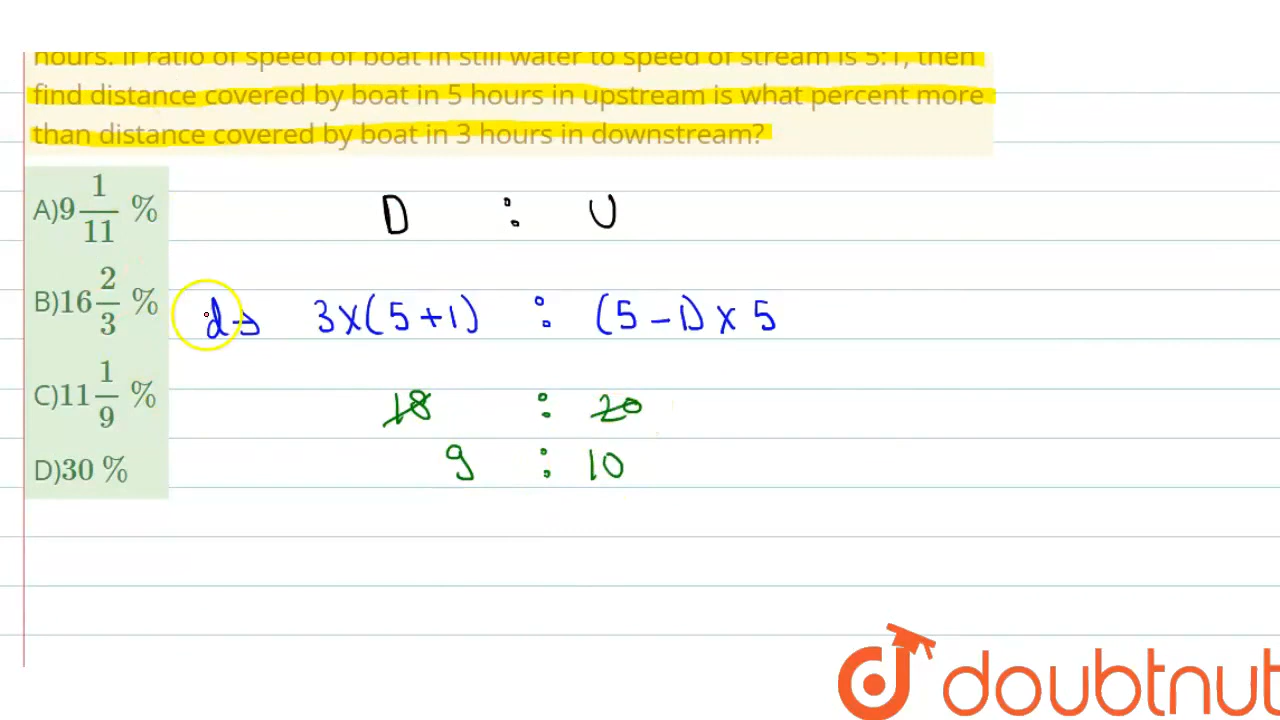 hours. If ratio of speed of boat in still water to speed of stream is 5:1, then
find distance covered by boat in 5 hours in upstream is what percent more
than distance covered by boat in 3 hours in downstream?
A) 9 1/11 %
B) 16 2/3 %
C) 11 1/9 %
D) 30 %
D : U
d→ 3×(5+1) : (5-1)×5
18 : 20
9 : 10
doubtnut